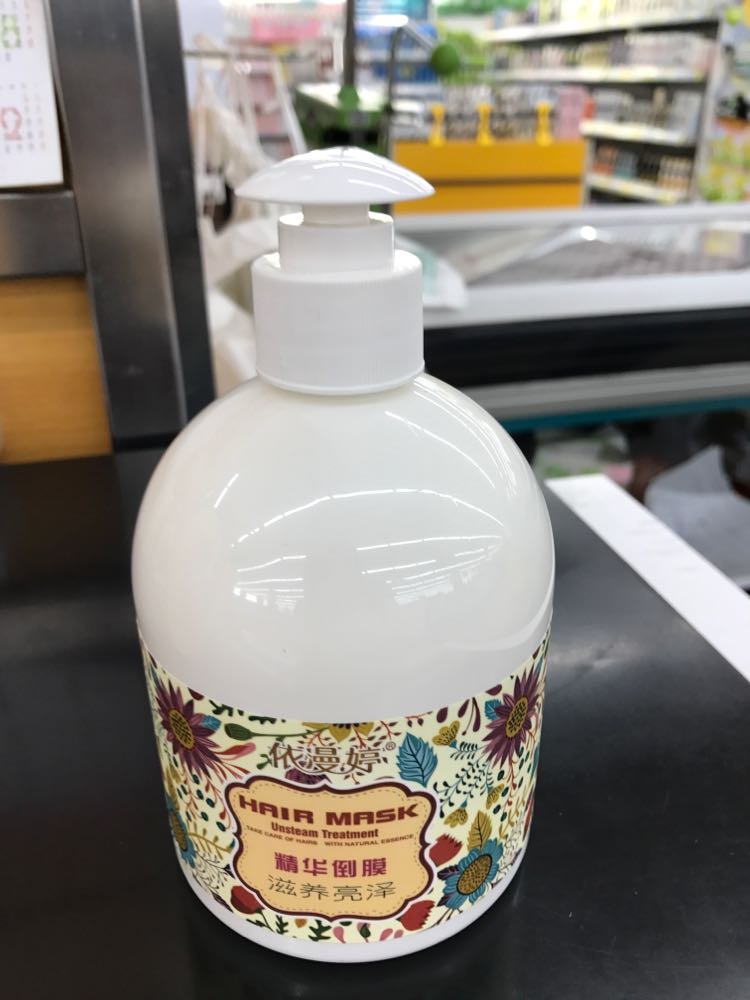 依漫婷®
HAIR MASK
Unsteam Treatment
TAKE CARE OF HAIRS WITH NATURAL ESSENCE
精华倒膜
滋养亮泽